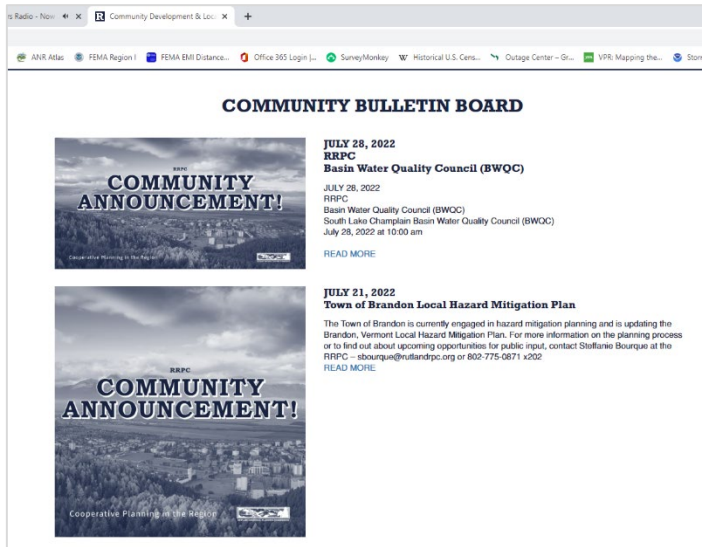 rs Radio - Now
Community Development & Loc
ANR Atlas
FEMA Region I
FEMA EMI Distance...
Office 365 Login |...
SurveyMonkey
Historical U.S. Cens...
Outage Center – Gr...
VPR: Mapping the...
Storm
COMMUNITY BULLETIN BOARD
RRPC
COMMUNITY
ANNOUNCEMENT!
Cooperative Planning in the Region
JULY 28, 2022
RRPC
Basin Water Quality Council (BWQC)
JULY 28, 2022
RRPC
Basin Water Quality Council (BWQC)
South Lake Champlain Basin Water Quality Council (BWQC)
July 28, 2022 at 10:00 am
READ MORE
RRPC
COMMUNITY
ANNOUNCEMENT!
Cooperative Planning in the Region
JULY 21, 2022
Town of Brandon Local Hazard Mitigation Plan
The Town of Brandon is currently engaged in hazard mitigation planning and is updating the
Brandon, Vermont Local Hazard Mitigation Plan. For more information on the planning process
or to find out about upcoming opportunities for public input, contact Steffanie Bourque at the
RRPC – sbourque@rutlandrpc.org or 802-775-0871 x202
READ MORE